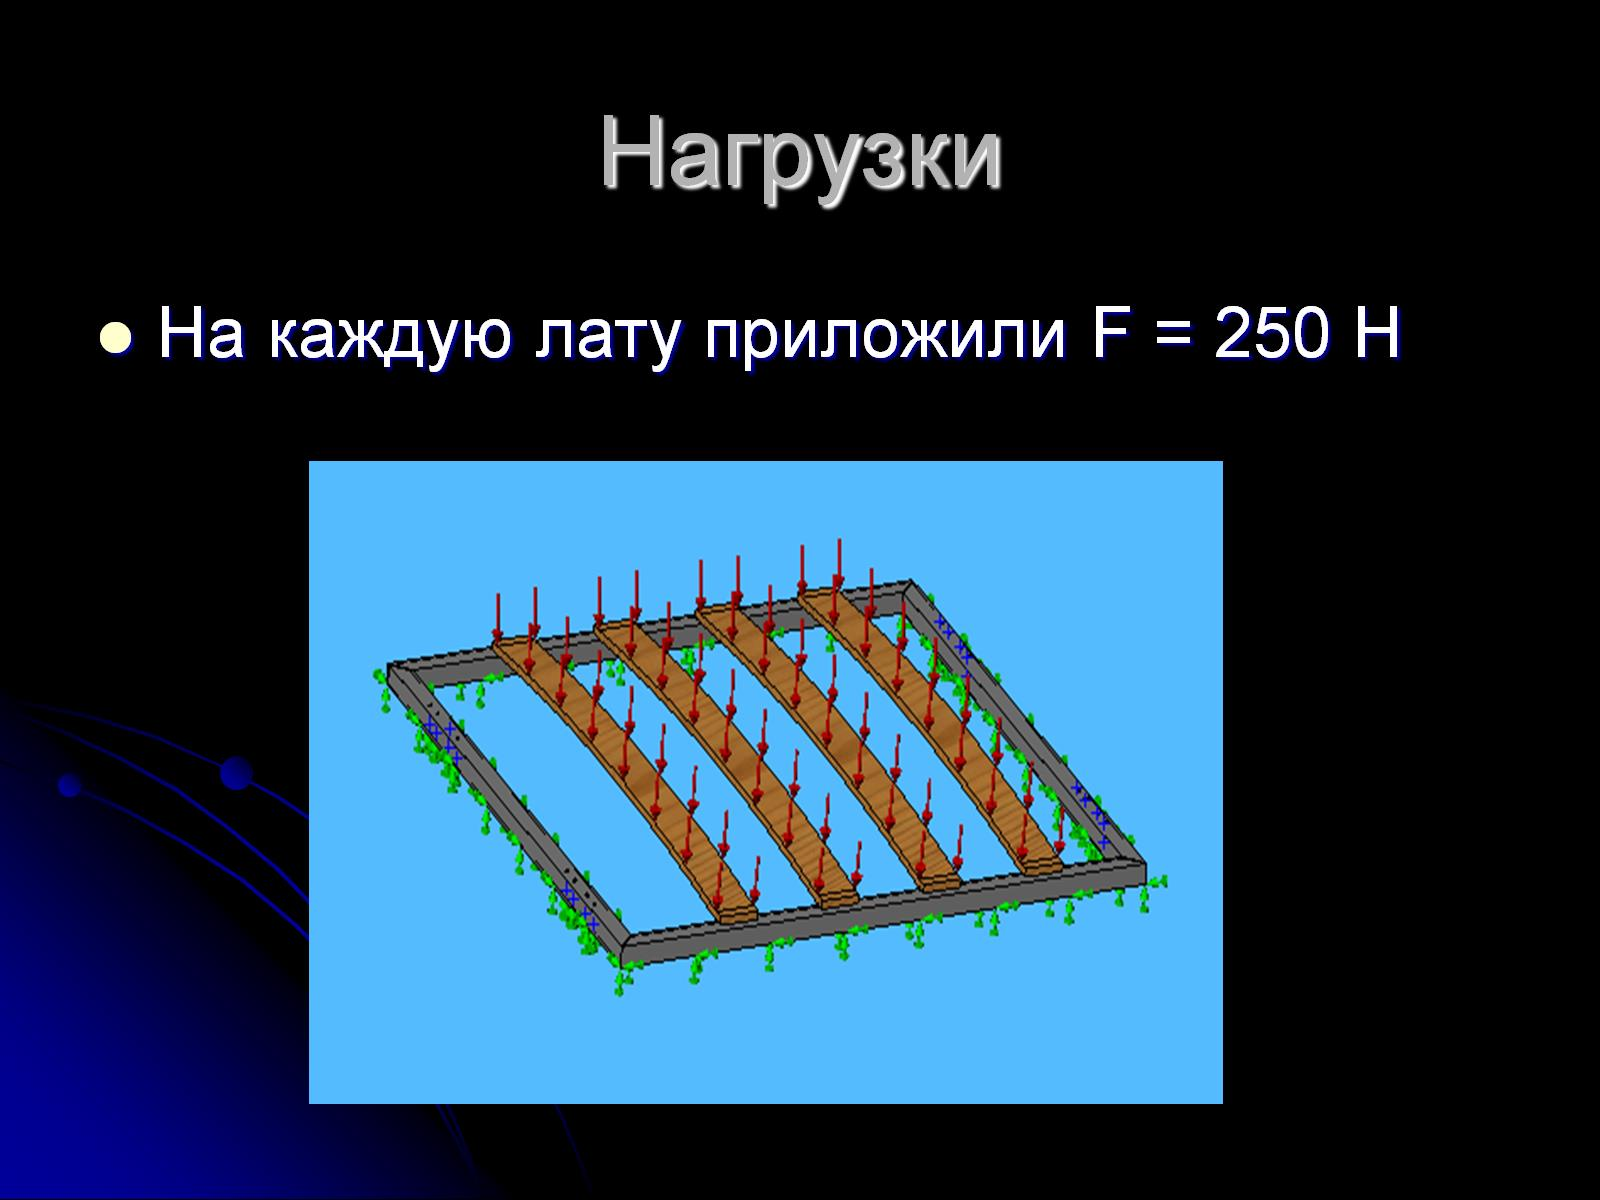 Нагрузки
На каждую лату приложили F = 250 Н